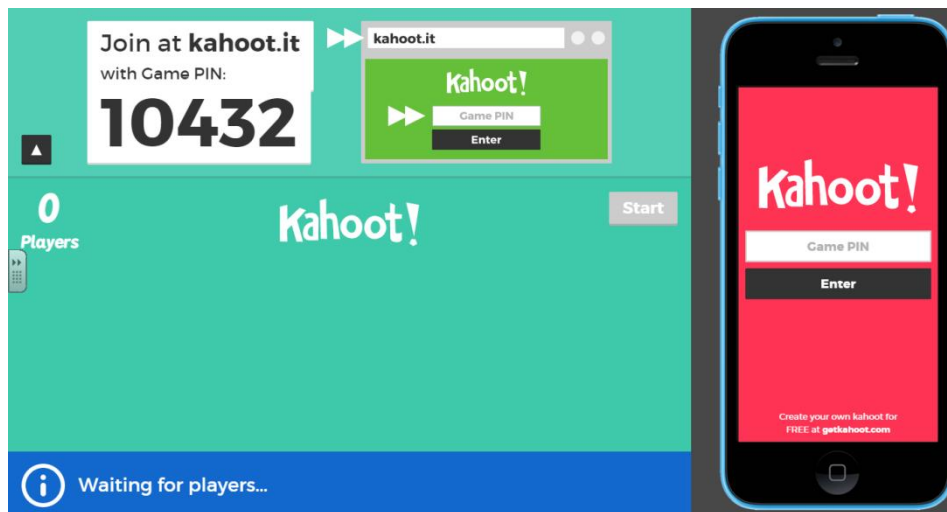 Join at kahoot.it
with Game PIN:
10432
kahoot.it
Kahoot!
Game PIN
Enter
0
Players
Kahoot!
Start
Waiting for players...
Kahoot!
Game PIN
Enter
Create your own kahoot for
FREE at getkahoot.com